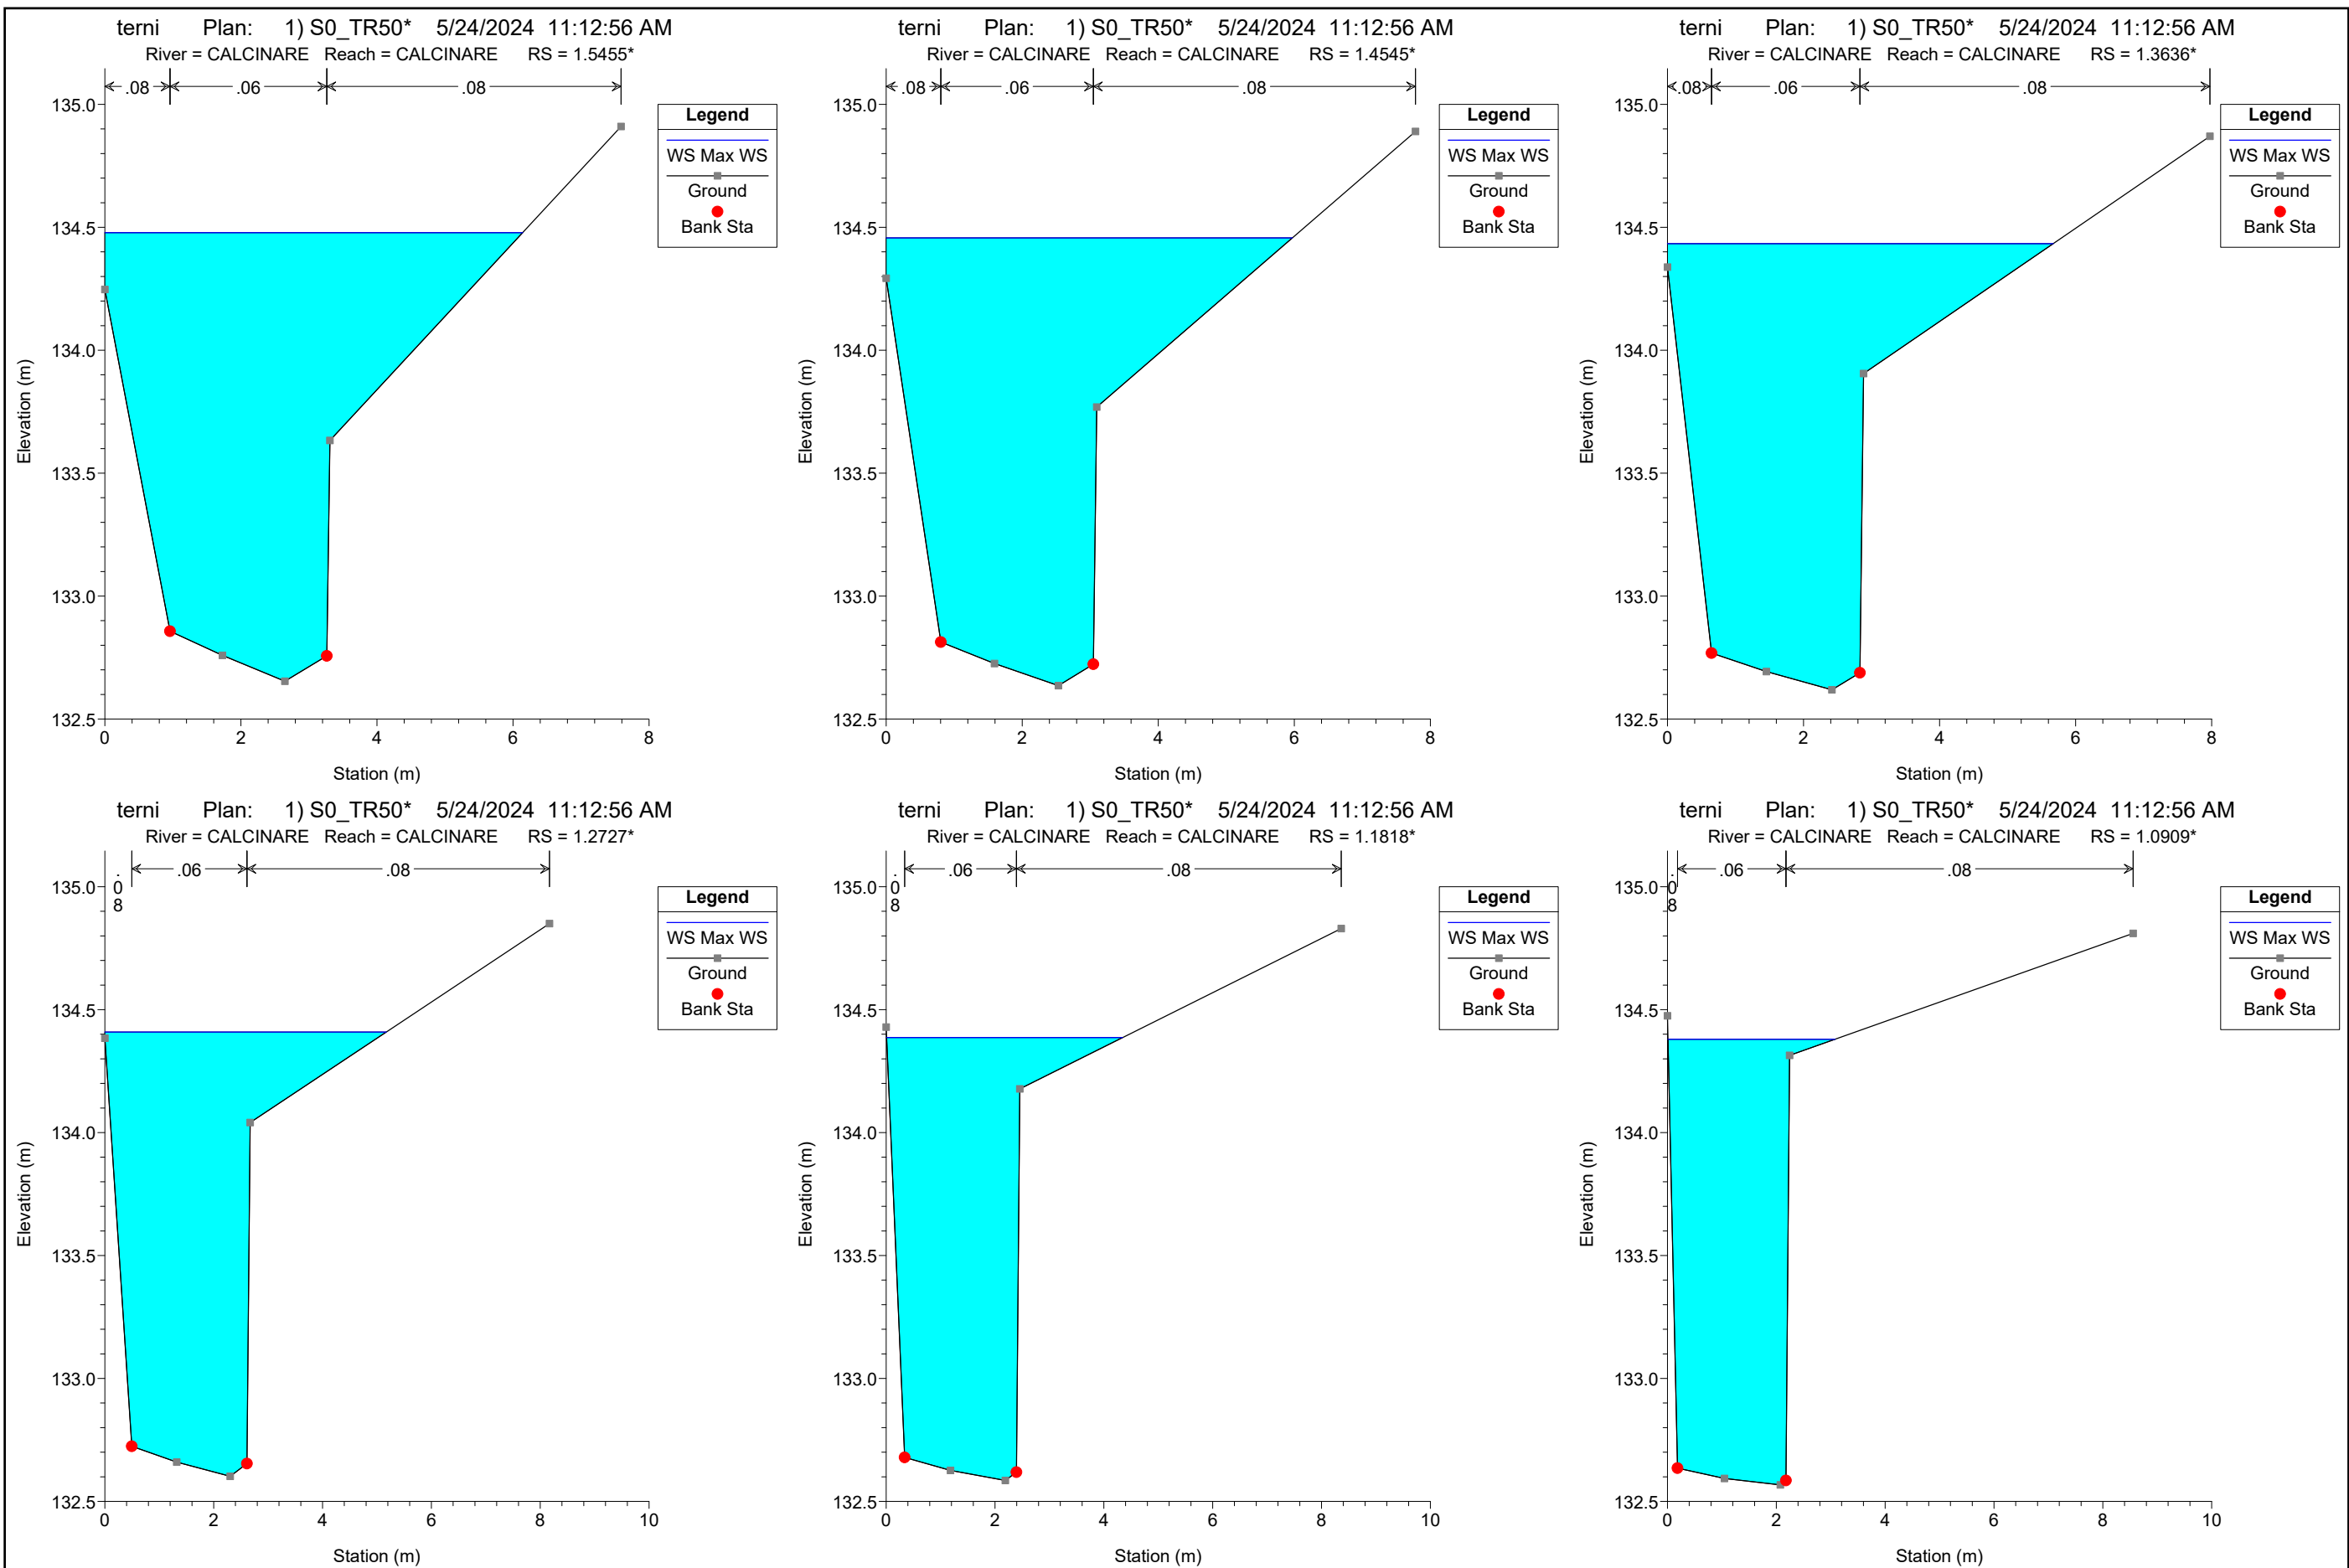 terni Plan: 1) S0_TR50* 5/24/2024 11:12:56 AM
River = CALCINARE Reach = CALCINARE RS = 1.5455*
.08 .06 .08
Legend
WS Max WS
Ground
Bank Sta
135.0
134.5
134.0
133.5
133.0
132.5
Elevation (m)
0 2 4 6 8
Station (m)
terni Plan: 1) S0_TR50* 5/24/2024 11:12:56 AM
River = CALCINARE Reach = CALCINARE RS = 1.4545*
.08 .06 .08
Legend
WS Max WS
Ground
Bank Sta
135.0
134.5
134.0
133.5
133.0
132.5
Elevation (m)
0 2 4 6 8
Station (m)
terni Plan: 1) S0_TR50* 5/24/2024 11:12:56 AM
River = CALCINARE Reach = CALCINARE RS = 1.3636*
.08 .06 .08
Legend
WS Max WS
Ground
Bank Sta
135.0
134.5
134.0
133.5
133.0
132.5
Elevation (m)
0 2 4 6 8
Station (m)
terni Plan: 1) S0_TR50* 5/24/2024 11:12:56 AM
River = CALCINARE Reach = CALCINARE RS = 1.2727*
.08 .06 .08
Legend
WS Max WS
Ground
Bank Sta
135.0
134.5
134.0
133.5
133.0
132.5
Elevation (m)
0 2 4 6 8 10
Station (m)
terni Plan: 1) S0_TR50* 5/24/2024 11:12:56 AM
River = CALCINARE Reach = CALCINARE RS = 1.1818*
.08 .06 .08
Legend
WS Max WS
Ground
Bank Sta
135.0
134.5
134.0
133.5
133.0
132.5
Elevation (m)
0 2 4 6 8 10
Station (m)
terni Plan: 1) S0_TR50* 5/24/2024 11:12:56 AM
River = CALCINARE Reach = CALCINARE RS = 1.0909*
.08 .06 .08
Legend
WS Max WS
Ground
Bank Sta
135.0
134.5
134.0
133.5
133.0
132.5
Elevation (m)
0 2 4 6 8 10
Station (m)